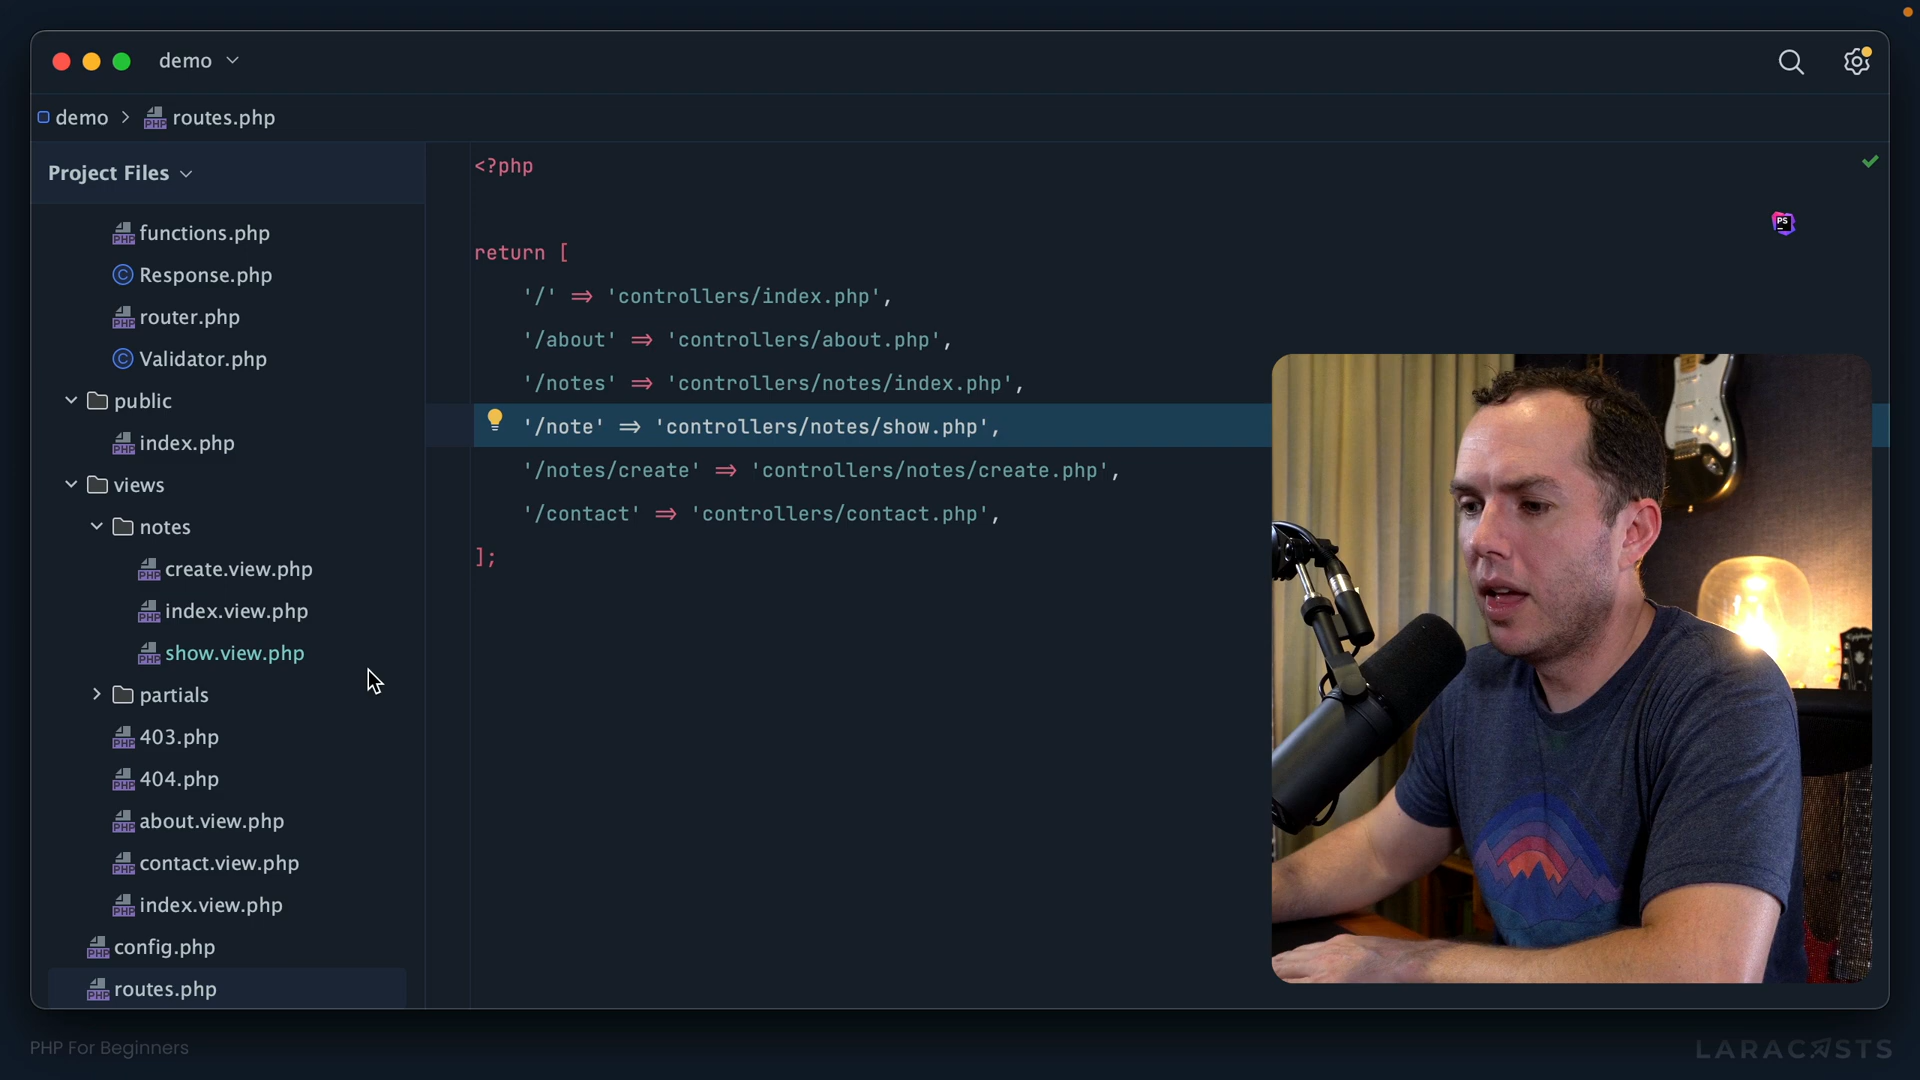 demo
demo > routes.php
Project Files
functions.php
Response.php
router.php
Validator.php
public
index.php
views
notes
create.view.php
index.view.php
show.view.php
partials
403.php
404.php
about.view.php
contact.view.php
index.view.php
config.php
routes.php
<?php
return [
'/' => 'controllers/index.php',
'/about' => 'controllers/about.php',
'/notes' => 'controllers/notes/index.php',
'/note' => 'controllers/notes/show.php',
'/notes/create' => 'controllers/notes/create.php',
'/contact' => 'controllers/contact.php',
];
PS
PHP For Beginners
LARACASTS